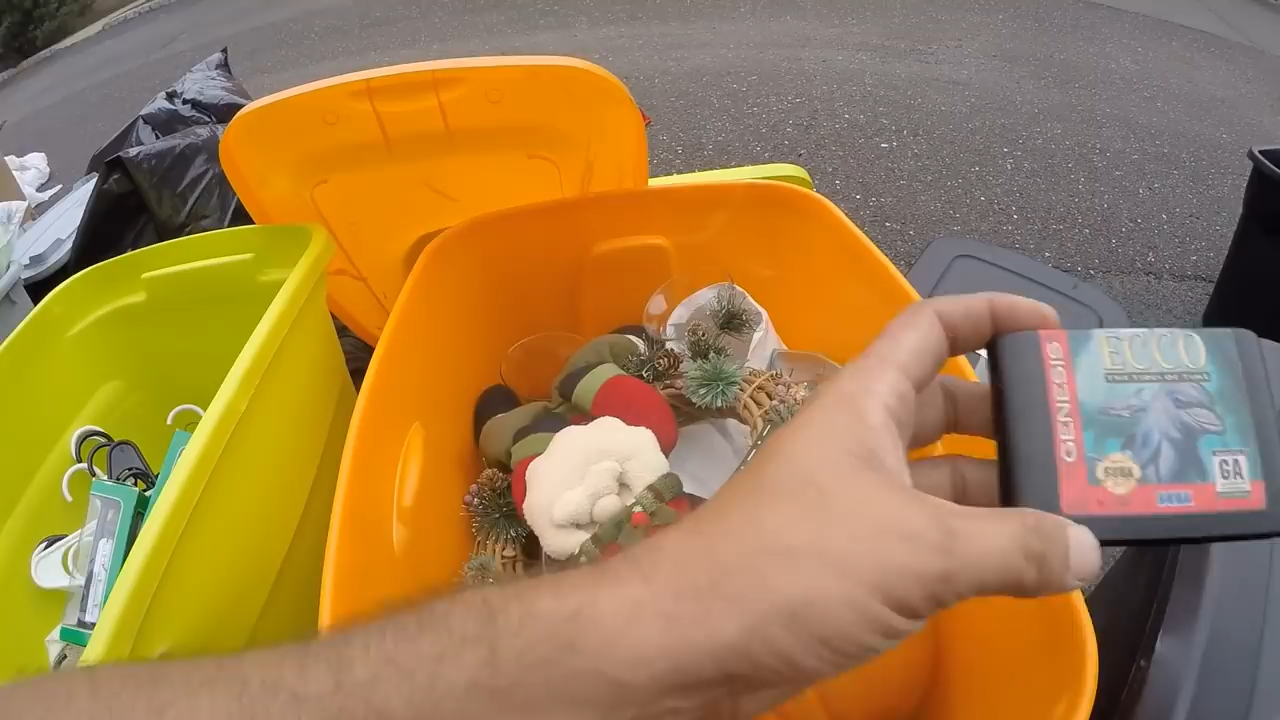 GENESIS
ECCO
THE TIDES OF TIME
SEGA
GA
SEGA